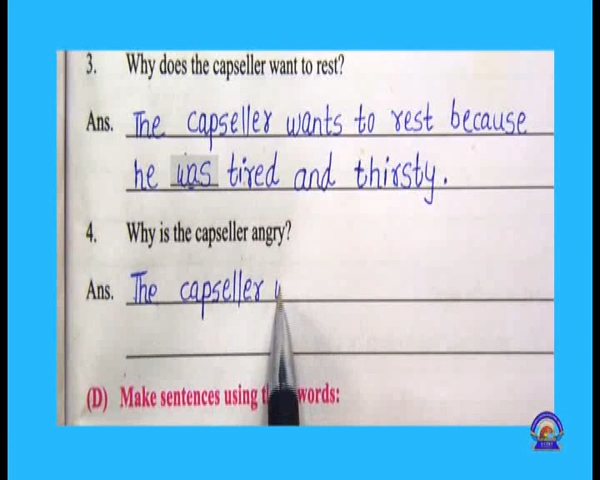 3. Why does the capseller want to rest?
Ans. The capseller wants to rest because
he was tired and thirsty.
4. Why is the capseller angry?
Ans. The capseller
(D) Make sentences using words: